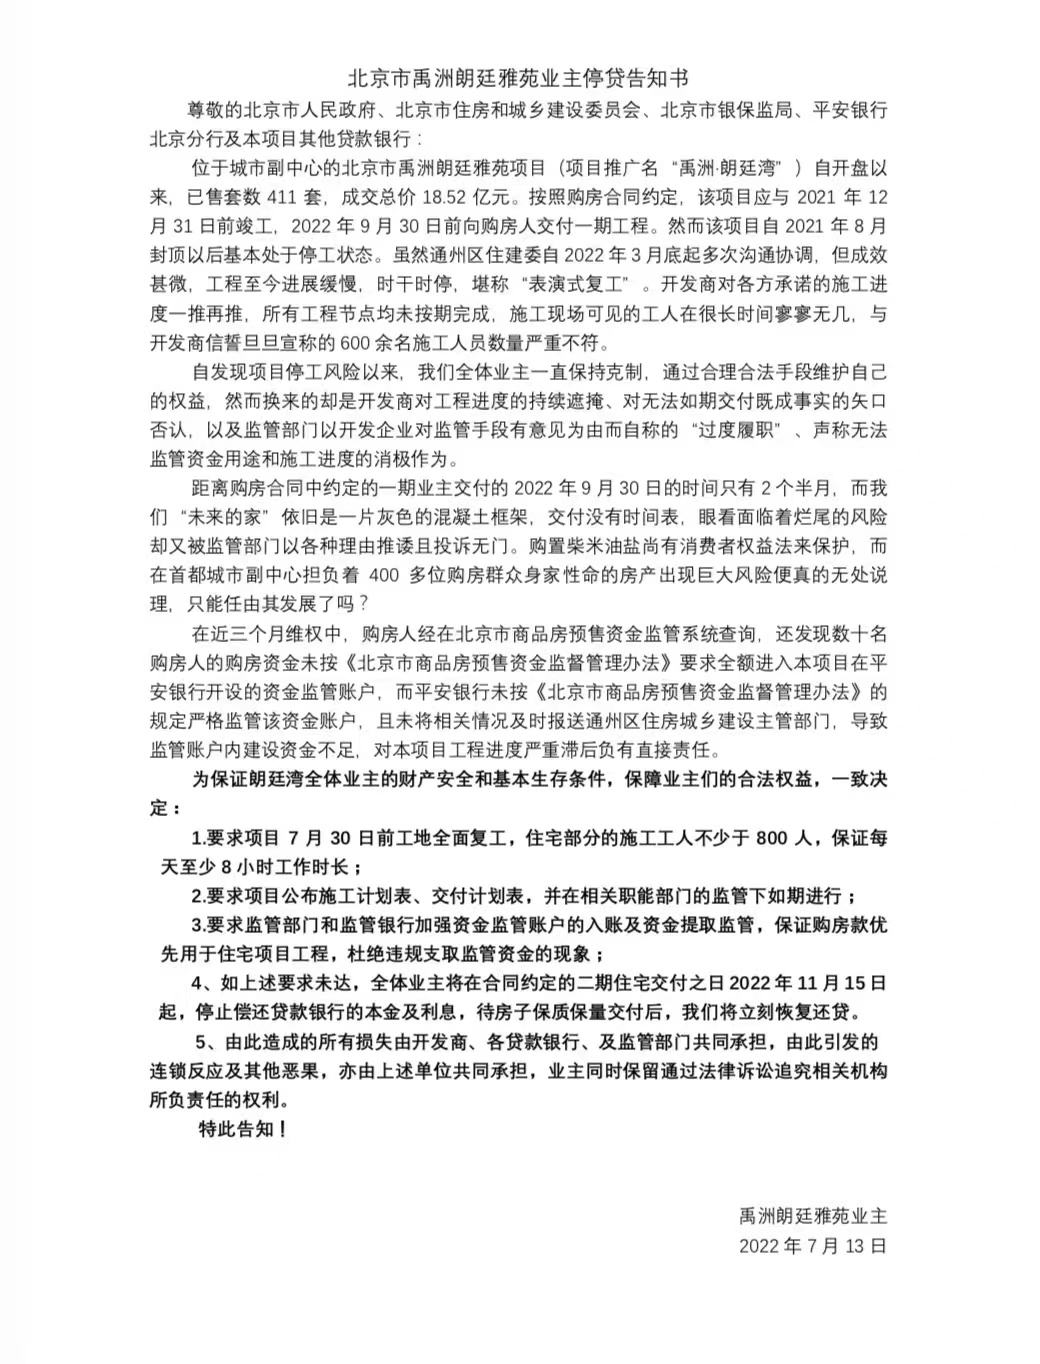 北京市禹洲朗廷雅苑业主停贷告知书
尊敬的北京市人民政府、北京市住房和城乡建设委员会、北京市银保监局、平安银行
北京分行及本项目其他贷款银行：
位于城市副中心的北京市禹洲朗廷雅苑项目（项目推广名“禹洲·朗廷湾”）自开盘以
来，已售套数 411 套，成交总价 18.52 亿元。按照购房合同约定，该项目应与 2021 年 12
月 31 日前竣工，2022 年 9 月 30 日前向购房人交付一期工程。然而该项目自 2021 年 8 月
封顶以后基本处于停工状态。虽然通州区住建委自 2022 年 3 月底起多次沟通协调，但成效
甚微，工程至今进展缓慢，时干时停，堪称“表演式复工”。开发商对各方承诺的施工进
度一推再推，所有工程节点均未按期完成，施工现场可见的工人在很长时间寥寥无几，与
开发商信誓旦旦宣称的 600 余名施工人员数量严重不符。
自发现项目停工风险以来，我们全体业主一直保持克制，通过合理合法手段维护自己
的权益，然而换来的却是开发商对工程进度的持续遮掩、对无法如期交付既成事实的矢口
否认，以及监管部门以开发企业对监管手段有意见为由而自称的“过度履职”、声称无法
监管资金用途和施工进度的消极作为。
距离购房合同中约定的一期业主交付的 2022 年 9 月 30 日的时间只有 2 个半月，而我
们“未来的家”依旧是一片灰色的混凝土框架，交付没有时间表，眼看面临着烂尾的风险
却又被监管部门以各种理由推诿且投诉无门。购置柴米油盐尚有消费者权益法来保护，而
在首都城市副中心担负着 400 多位购房群众身家性命的房产出现巨大风险便真的无处说
理，只能任由其发展了吗？
在近三个月维权中，购房人经在北京市商品房预售资金监管系统查询，还发现数十名
购房人的购房资金未按《北京市商品房预售资金监督管理办法》要求全额进入本项目在平
安银行开设的资金监管账户，而平安银行未按《北京市商品房预售资金监督管理办法》的
规定严格监管该资金账户，且未将相关情况及时报送通州区住房城乡建设主管部门，导致
监管账户内建设资金不足，对本项目工程进度严重滞后负有直接责任。
为保证朗廷湾全体业主的财产安全和基本生存条件，保障业主们的合法权益，一致决
定：
1.要求项目 7 月 30 日前工地全面复工，住宅部分的施工工人不少于 800 人，保证每
天至少 8 小时工作时长；
2.要求项目公布施工计划表、交付计划表，并在相关职能部门的监管下如期进行；
3.要求监管部门和监管银行加强资金监管账户的入账及资金提取监管，保证购房款优
先用于住宅项目工程，杜绝违规支取监管资金的现象；
4、如上述要求未达，全体业主将在合同约定的二期住宅交付之日 2022 年 11 月 15 日
起，停止偿还贷款银行的本金及利息，待房子保质保量交付后，我们将立刻恢复还贷。
5、由此造成的所有损失由开发商、各贷款银行、及监管部门共同承担，由此引发的
连锁反应及其他恶果，亦由上述单位共同承担，业主同时保留通过法律诉讼追究相关机构
所负责任的权利。
特此告知！
禹洲朗廷雅苑业主
2022 年 7 月 13 日